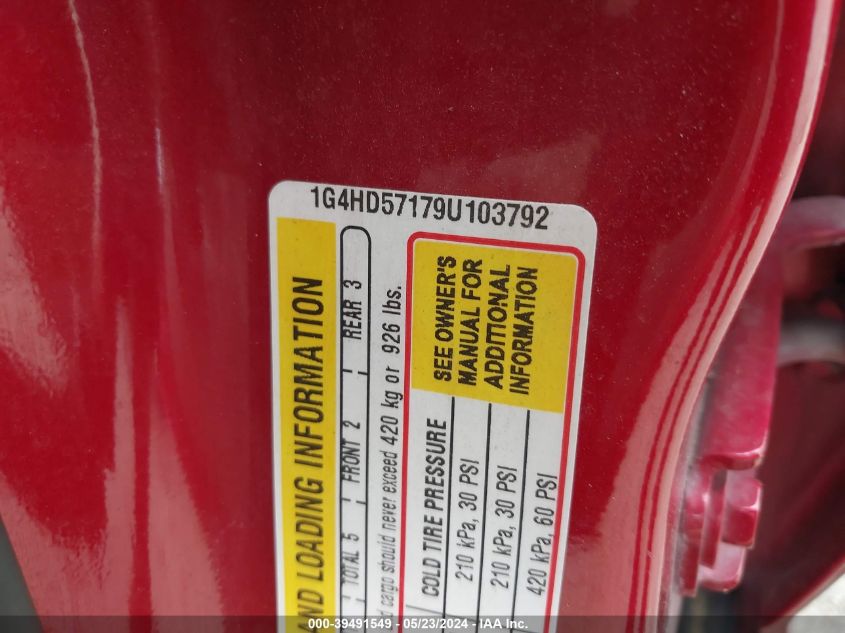 1G4HD57179U103792
AND LOADING INFORMATION
TOTAL 5 FRONT 2 REAR 3
cargo should never exceed 420 kg or 926 lbs.
COLD TIRE PRESSURE
210 kPa, 30 PSI
210 kPa, 30 PSI
420 kPa, 60 PSI
SEE OWNER'S
MANUAL FOR
ADDITIONAL
INFORMATION
000-39491549 - 05/23/2024 - IAA Inc.